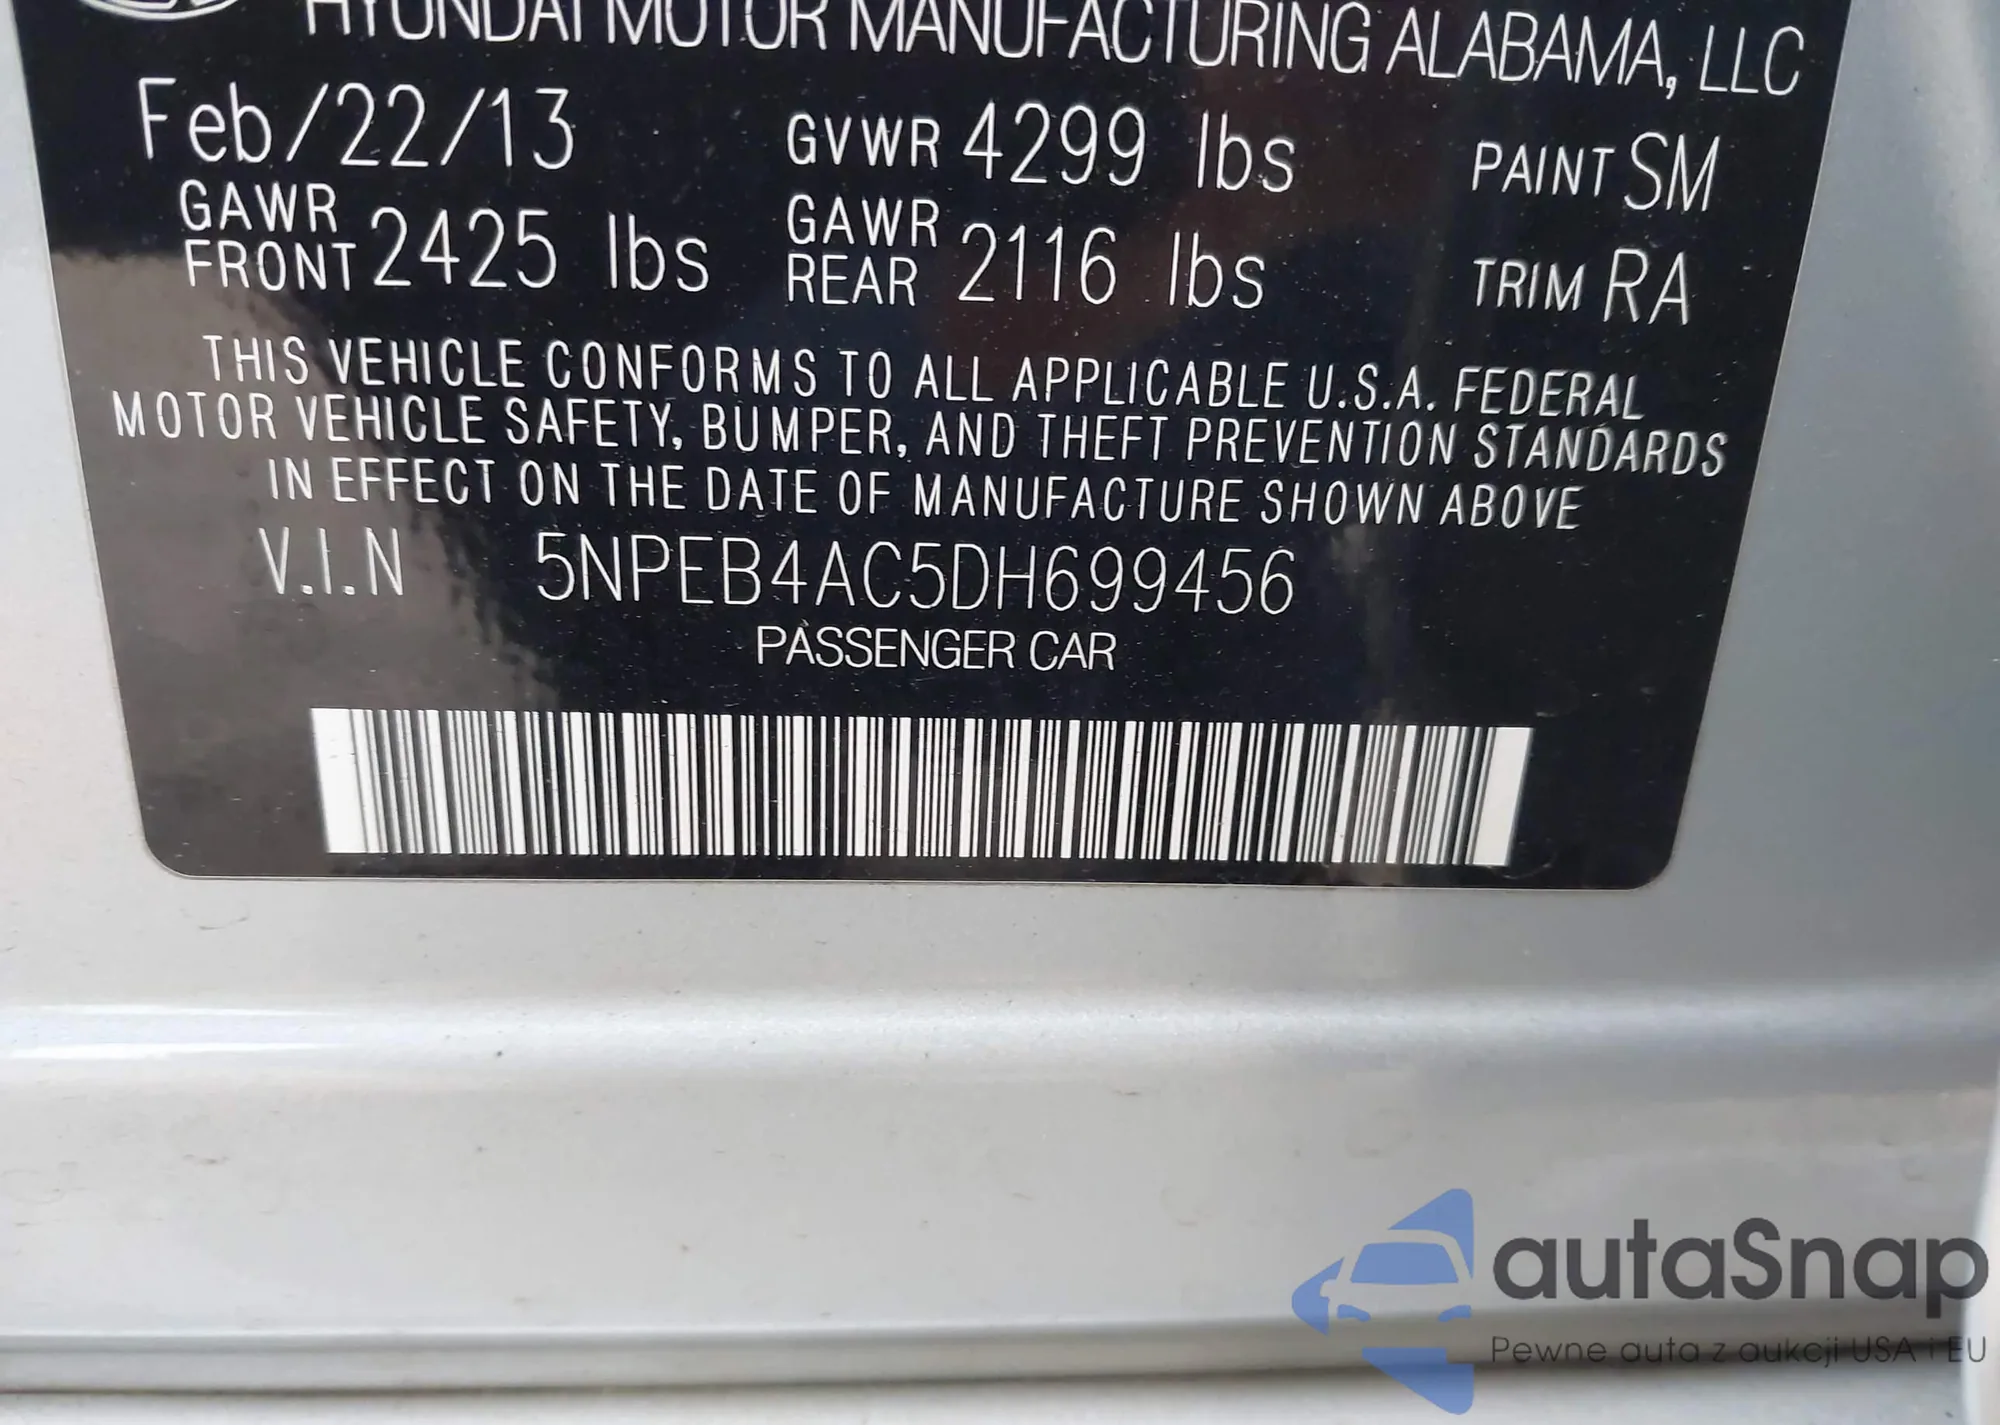 HYUNDAI MOTOR MANUFACTURING ALABAMA, LLC
Feb/22/13 GVWR 4299 lbs PAINT SM
GAWR FRONT 2425 lbs GAWR REAR 2116 lbs TRIM RA
THIS VEHICLE CONFORMS TO ALL APPLICABLE U.S.A. FEDERAL
MOTOR VEHICLE SAFETY, BUMPER, AND THEFT PREVENTION STANDARDS
IN EFFECT ON THE DATE OF MANUFACTURE SHOWN ABOVE
V.I.N 5NPEB4AC5DH699456
PASSENGER CAR
autaSnap
Pewne auta z aukcji USA i EU